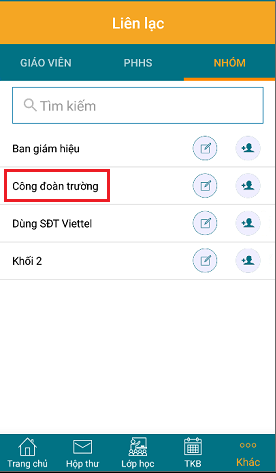 Liên lạc
GIÁO VIÊN PHHS NHÓM
Tìm kiếm
Ban giám hiệu
Công đoàn trường
Dùng SĐT Viettel
Khối 2
Trang chủ Hộp thư Lớp học TKB Khác